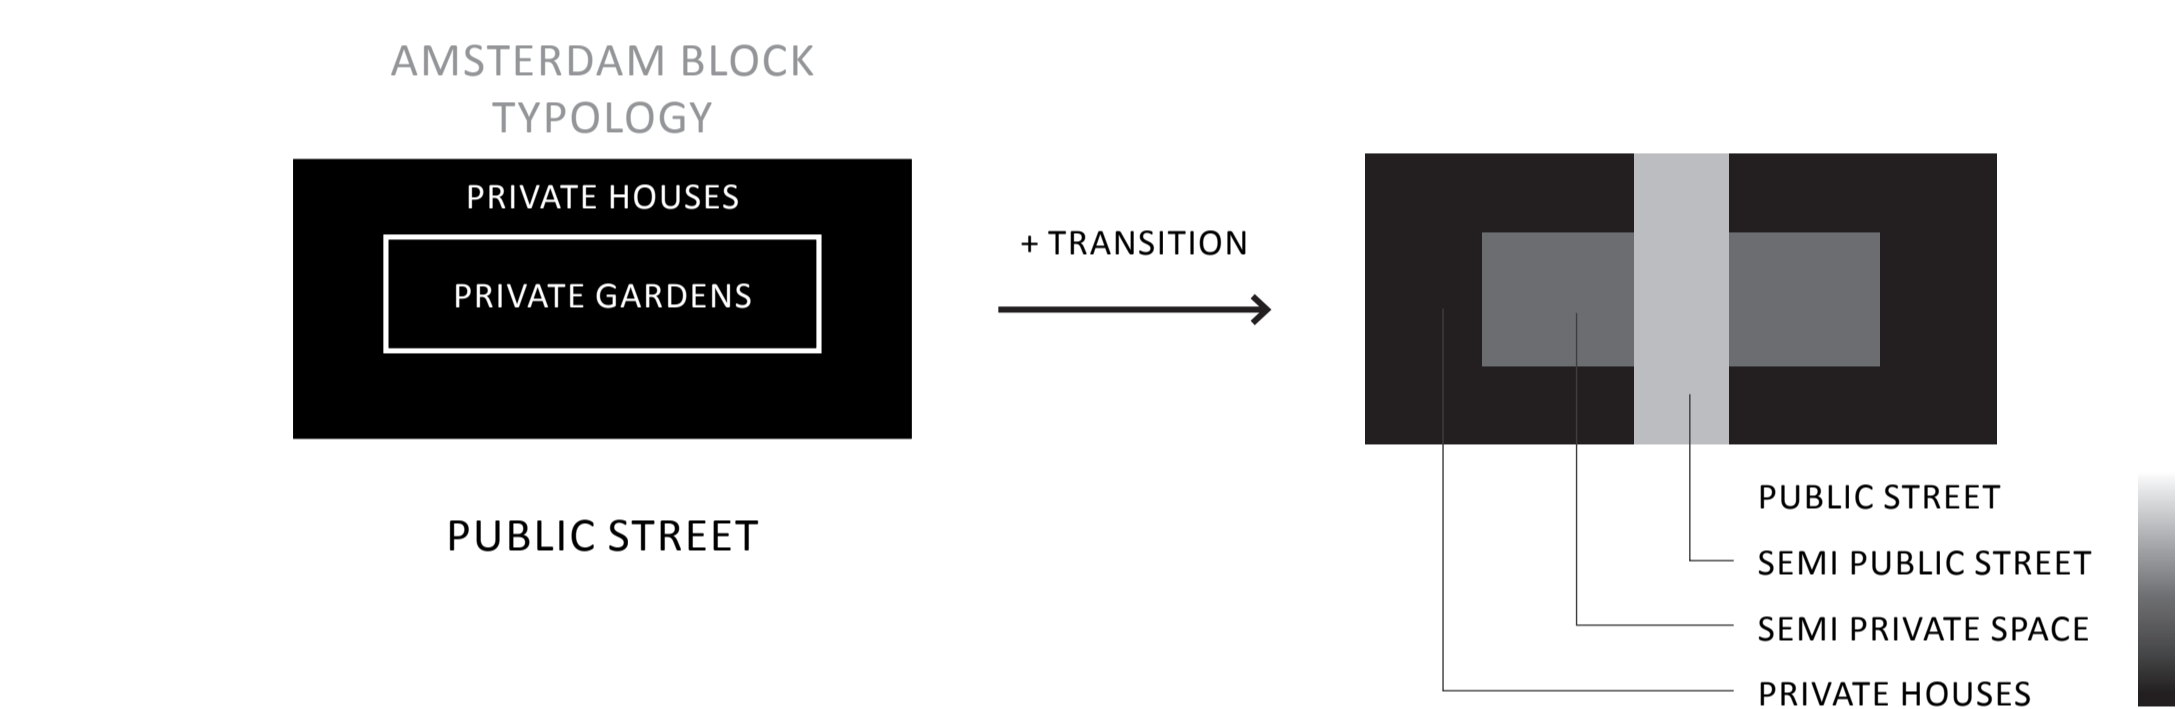 AMSTERDAM BLOCK
TYPOLOGY
PRIVATE HOUSES
PRIVATE GARDENS
PUBLIC STREET
+ TRANSITION
PUBLIC STREET
SEMI PUBLIC STREET
SEMI PRIVATE SPACE
PRIVATE HOUSES